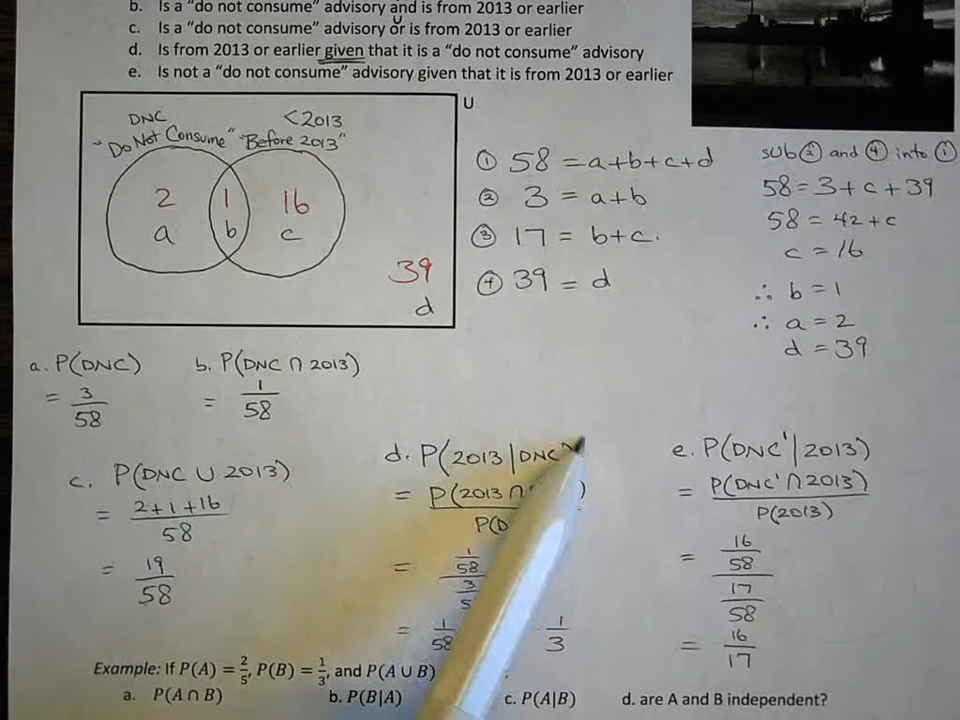 b. Is a “do not consume” advisory and is from 2013 or earlier
∪
c. Is a “do not consume” advisory or is from 2013 or earlier
d. Is from 2013 or earlier given that it is a “do not consume” advisory
e. Is not a “do not consume” advisory given that it is from 2013 or earlier
U
DNC
<2013
"Do Not Consume"
"Before 2013"
2 1 16
a b c
39
d
① 58 = a+b+c+d
② 3 = a+b
③ 17 = b+c.
④ 39 = d
sub ② and ④ into ①
58 = 3+c+39
58 = 42+c
c = 16
∴ b = 1
∴ a = 2
d = 39
a. P(DNC)
= 3/58
b. P(DNC ∩ 2013)
= 1/58
c. P(DNC ∪ 2013)
= 2+1+16/58
= 19/58
d. P(2013|DNC
= P(2013 ∩ )
P(D
= 1/58
3
= 1/58
1/3
e. P(DNC'|2013)
= P(DNC' ∩ 2013)/P(2013)
= 16/58
17/58
= 16/17
Example: If P(A) = 2/5, P(B) = 1/3, and P(A ∪ B)
a. P(A ∩ B) b. P(B|A) c. P(A|B) d. are A and B independent?